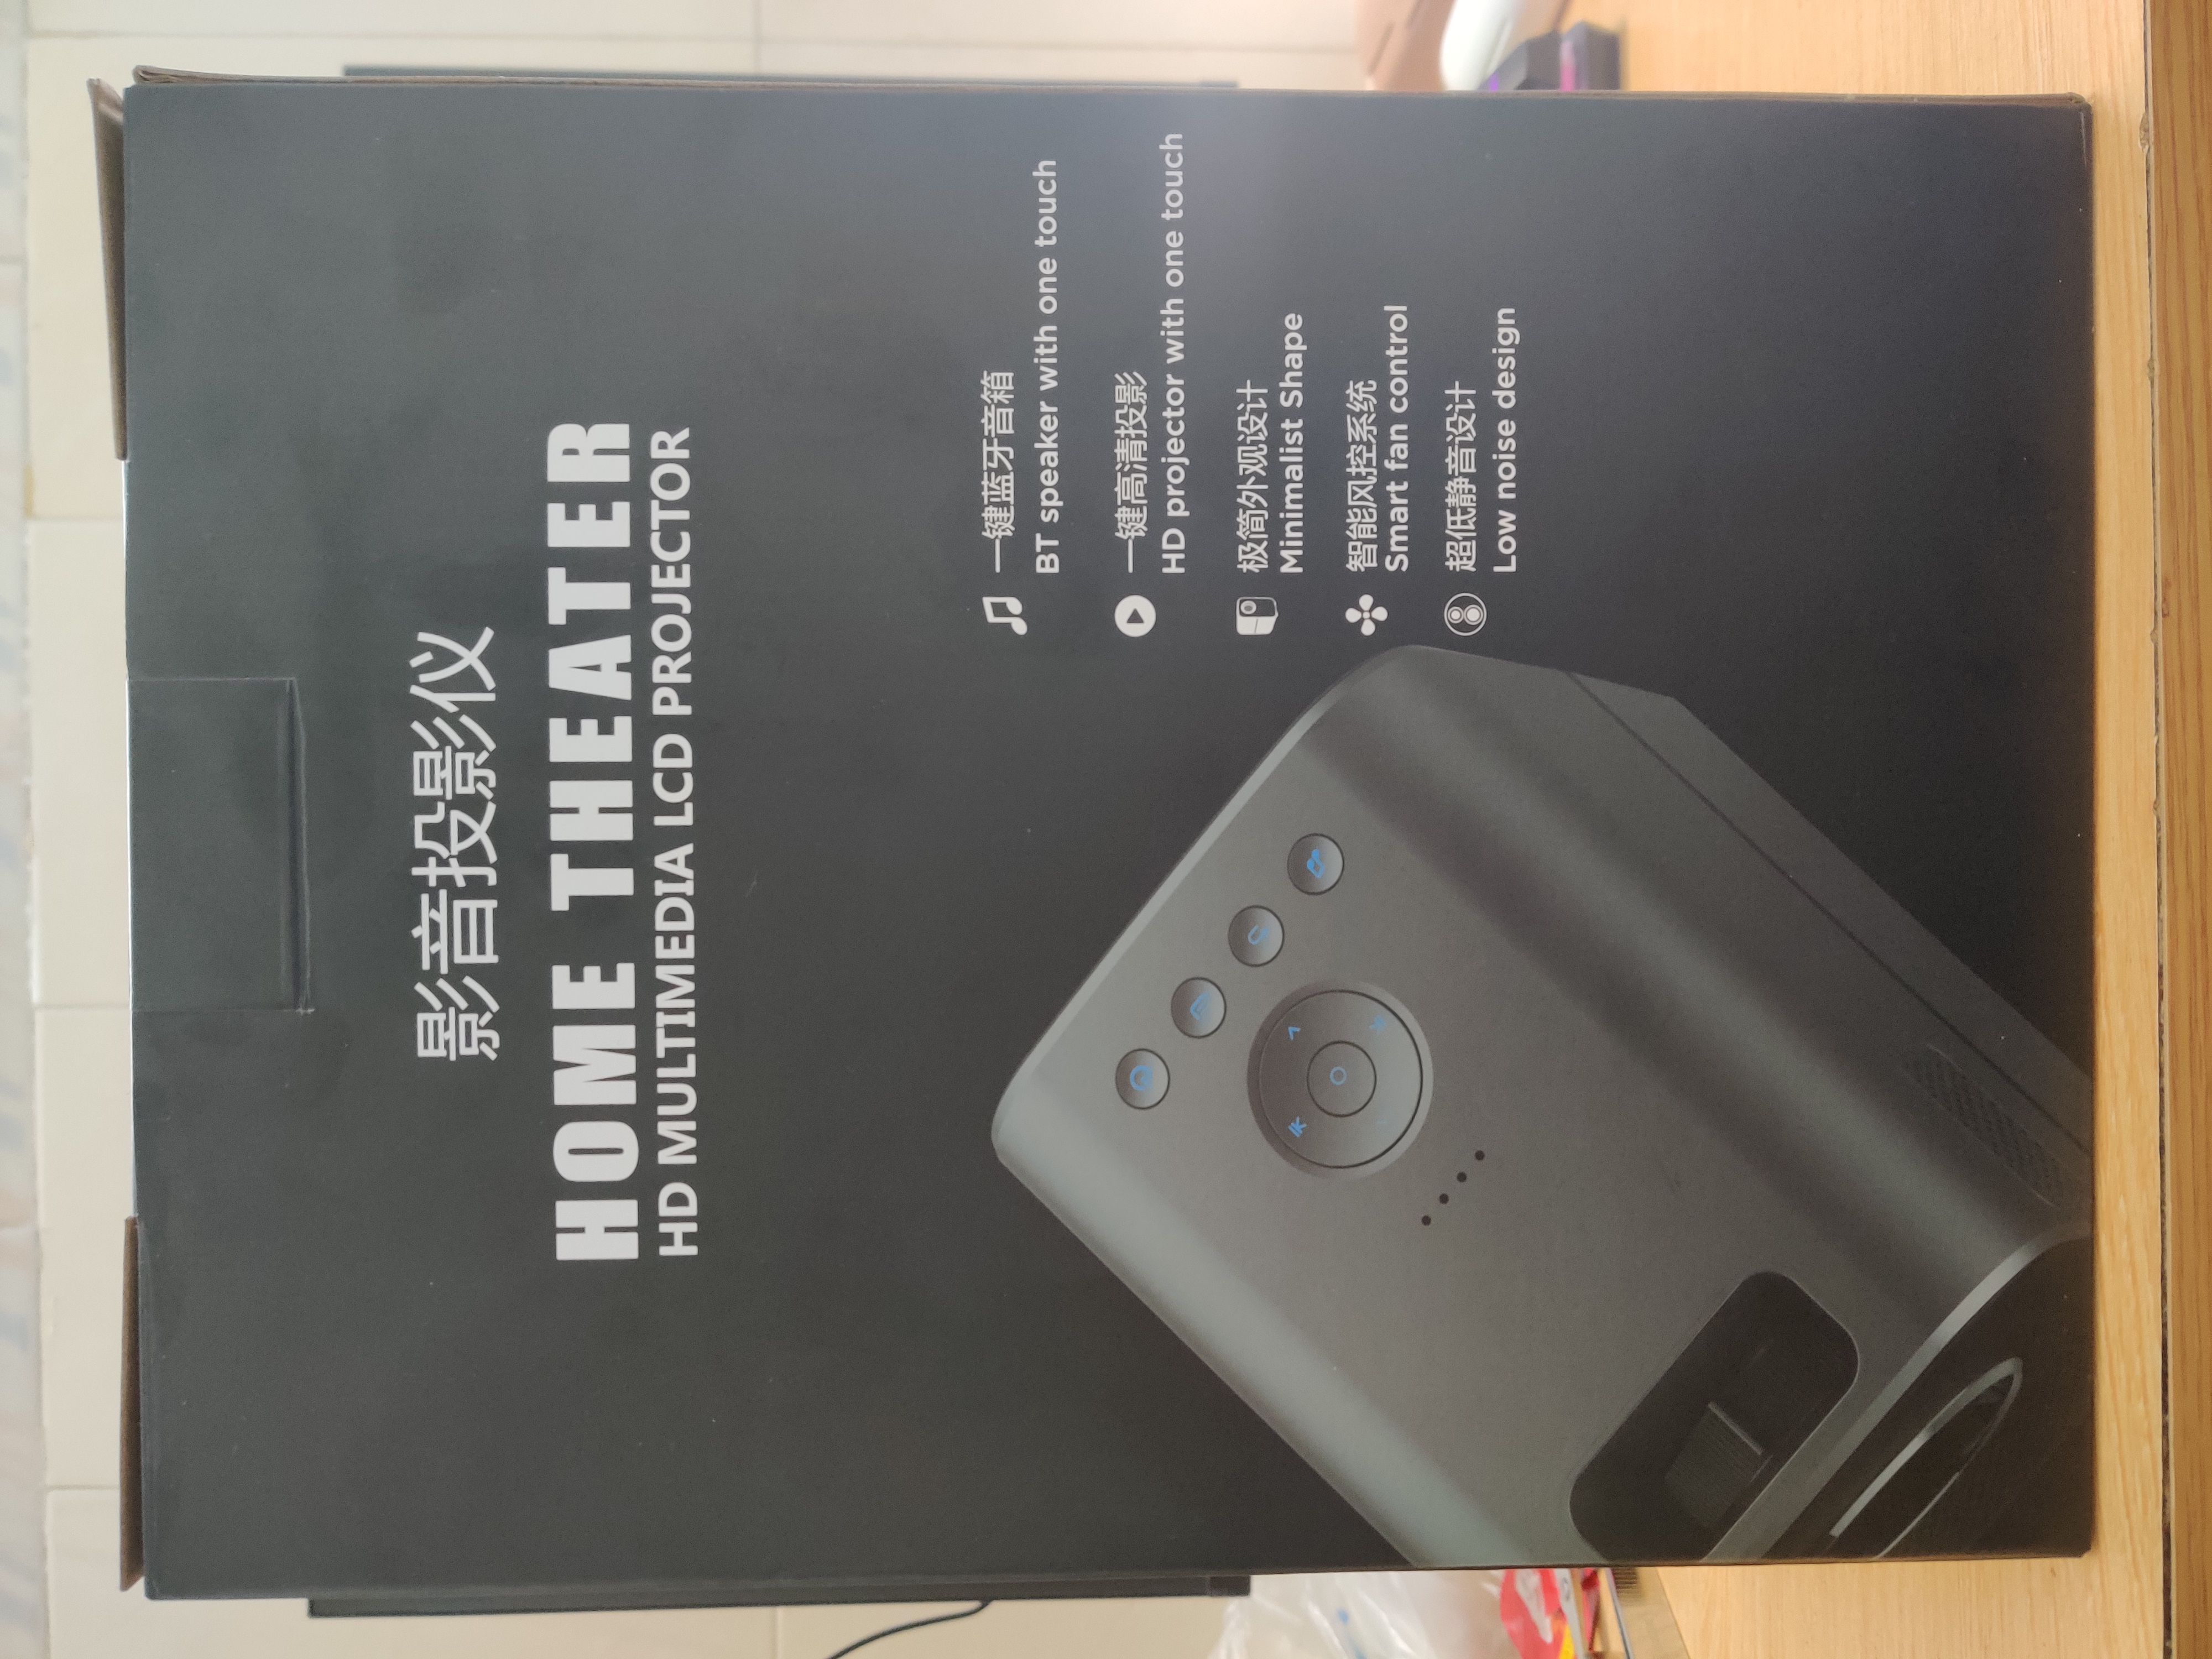 影音投影仪
HOME THEATER
HD MULTIMEDIA LCD PROJECTOR
一键蓝牙音箱
BT speaker with one touch
一键高清投影
HD projector with one touch
极简外观设计
Minimalist Shape
智能风控系统
Smart fan control
超低静音设计
Low noise design